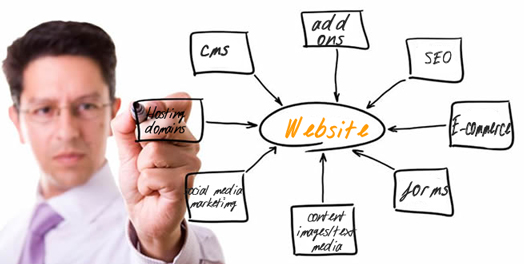 cms
add
ons
SEO
Hosting
domains
Website
E-commerce
social media
marketing
content
images/text
media
forms